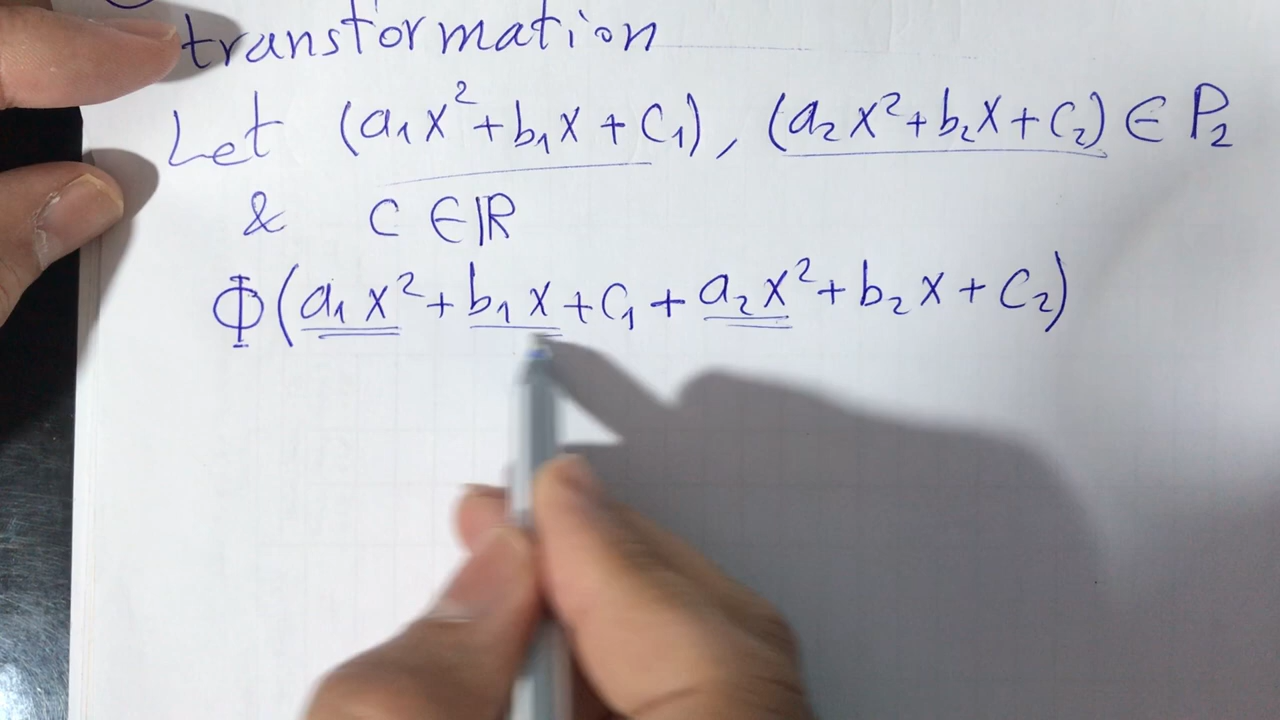 transformation
Let (a₁x²+b₁x+C₁), (a₂x²+b₂x+C₂) ∈ P₂
& C ∈ ℝ
Φ(a₁x²+b₁x+C₁+a₂x²+b₂x+C₂)